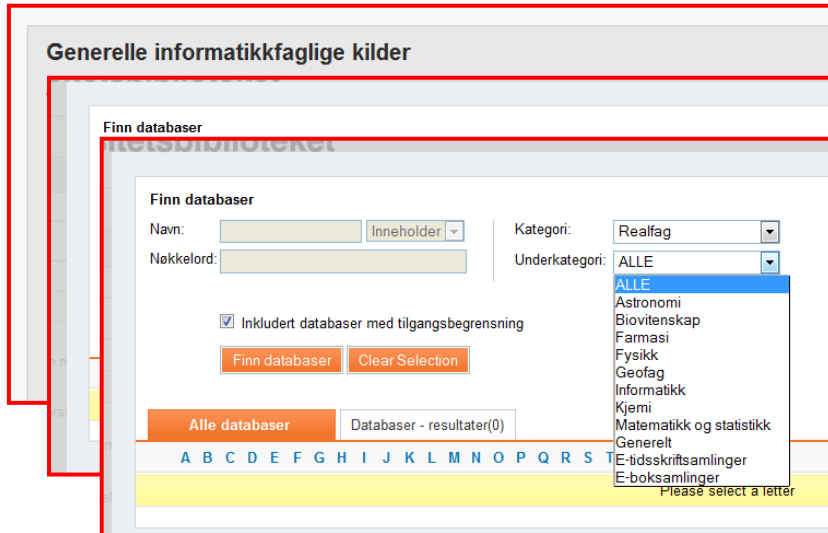 Generelle informatikkfaglige kilder
Finn databaser
itetsbiblioteket
Finn databaser
Navn: Inneholder Kategori: Realfag
Nøkkelord: Underkategori: ALLE
ALLE
Astronomi
Inkludert databaser med tilgangsbegrensning Biovitenskap
Farmasi
Finn databaser Clear Selection Fysikk
Geofag
Informatikk
Kjemi
Alle databaser Databaser - resultater(0) Matematikk og statistikk
Generelt
A B C D E F G H I J K L M N O P Q R S T E-tidsskriftsamlinger
E-boksamlinger
Please select a letter